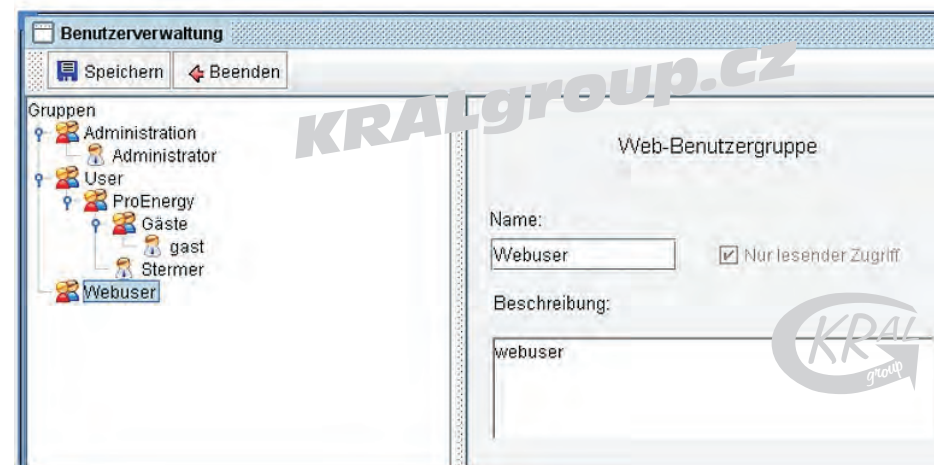 Benutzerverwaltung
Speichern Beenden
Gruppen
Administration
Administrator
User
ProEnergy
Gäste
gast
Stermer
Webuser
Web-Benutzergruppe
Name:
Webuser
Nur lesender Zugriff
Beschreibung:
webuser
KRALgroup.cz
KRAL
group